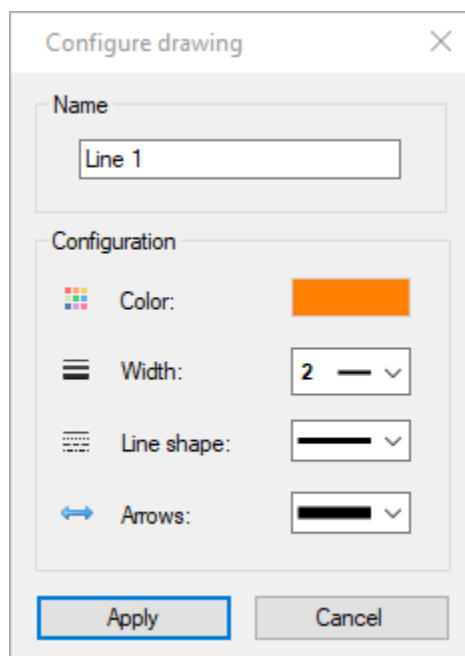 Configure drawing
Name
Line 1
Configuration
Color:
Width:
2
Line shape:
Arrows:
Apply
Cancel